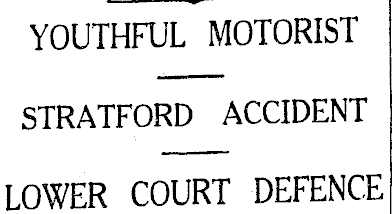 YOUTHFUL MOTORIST
STRATFORD ACCIDENT
LOWER COURT DEFENCE